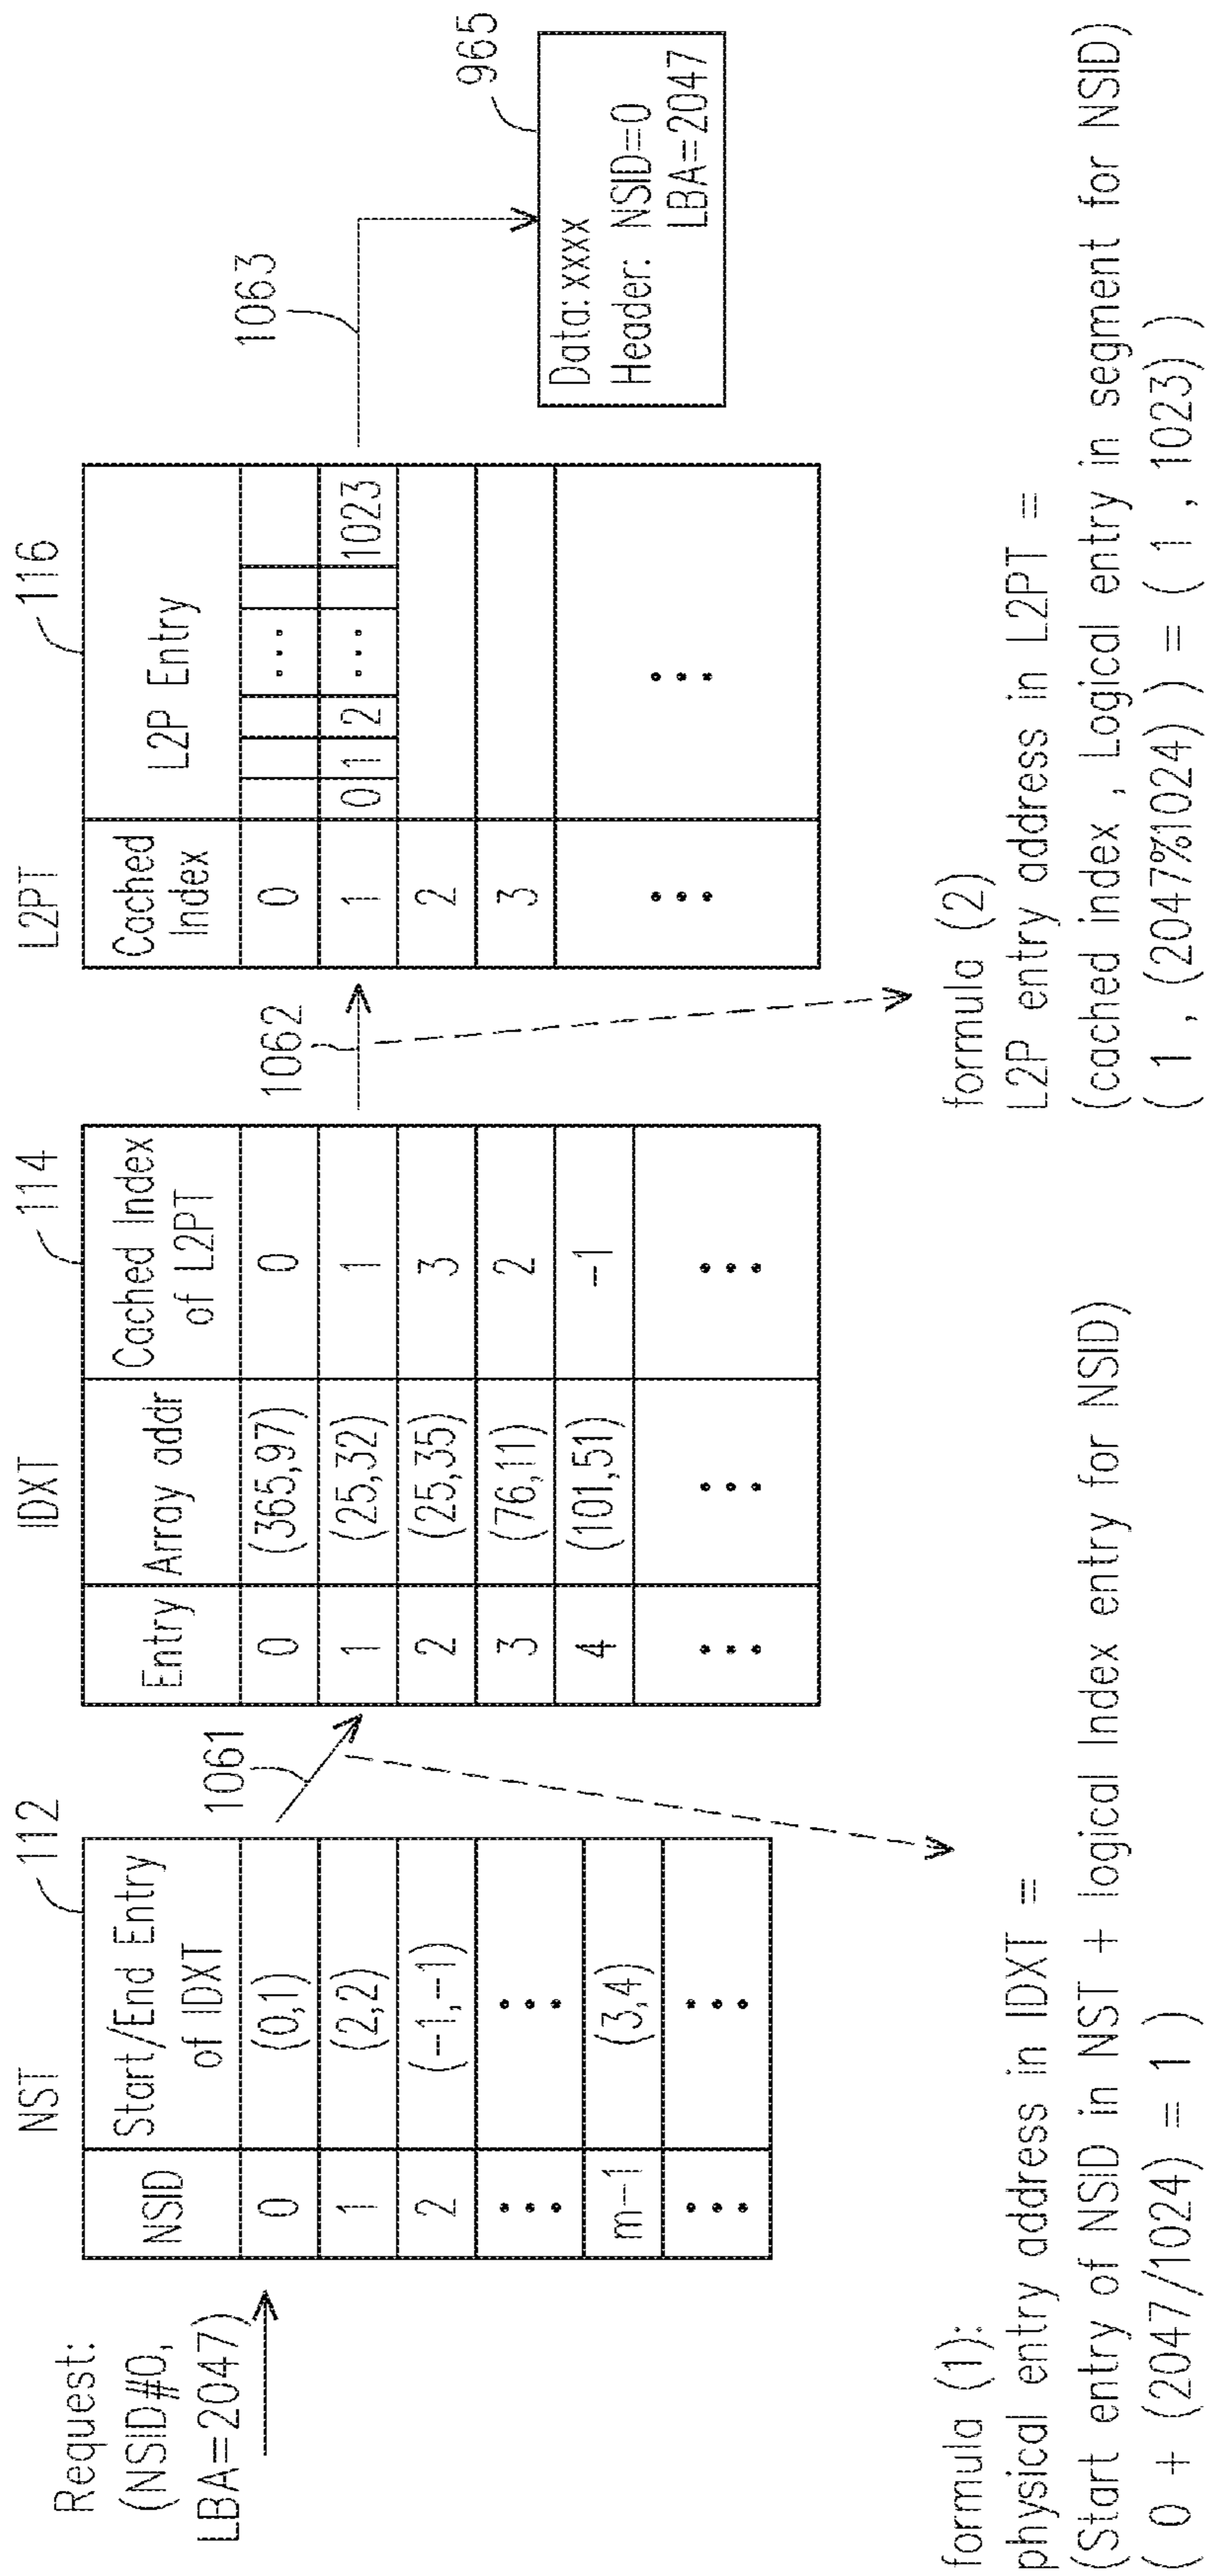 Request:
(NSID#0,
LBA=2047)
NST
112
NSID
Start/End Entry
of IDXT
0
(0,1)
1
(2,2)
2
(-1,-1)
m-1
(3,4)
1061
IDXT
114
Entry
Array addr
Cached Index
of L2PT
0
(365,97)
0
1
(25,32)
1
2
(25,35)
3
3
(76,11)
2
4
(101,51)
-1
1062
L2PT
116
Cached
Index
L2P Entry
0
1
0
1
2
1023
2
3
1063
965
Data:xxxx
Header: NSID=0
LBA=2047
formula (1):
physical entry address in IDXT =
(Start entry of NSID in NST + logical Index entry for NSID)
( 0 + (2047/1024) = 1 )
formula (2)
L2P entry address in L2PT =
(cached index , Logical entry in segment for NSID)
( 1 , (2047%1024) ) = ( 1 , 1023) )